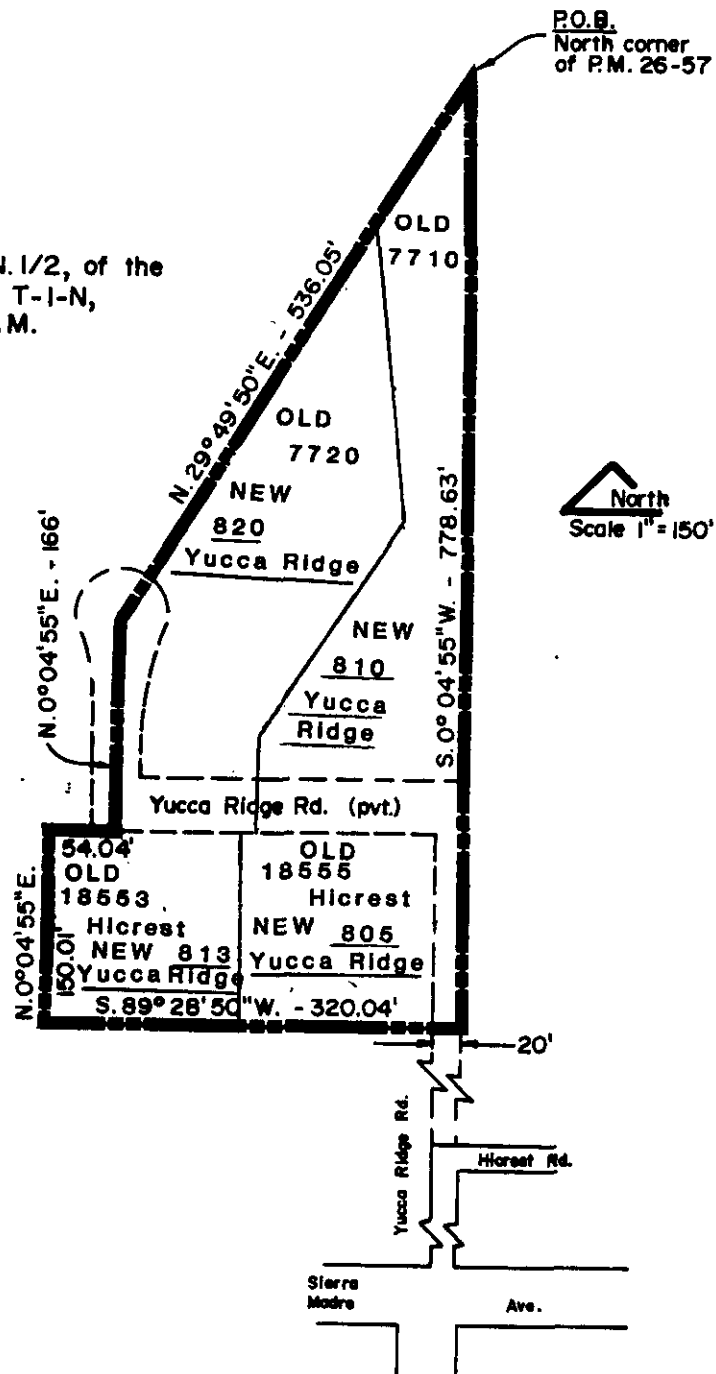 P.O.B.
North corner
of P.M. 26-57
N. 1/2, of the
T-1-N,
.M.
OLD
7710
N. 29° 49' 50" E. - 536.05'
OLD
7720
NEW
820
Yucca Ridge
North
Scale 1" = 150'
N. 0° 04' 55" E. - 166'
NEW
810
Yucca
Ridge
S. 0° 04' 55" W. - 778.63'
Yucca Ridge Rd. (pvt.)
54.04'
OLD
18553
Hicrest
NEW 813
Yucca Ridge
OLD
18555
Hicrest
NEW 805
Yucca Ridge
N. 0° 04' 55" E.
150.01'
S. 89° 28' 50" W. - 320.04'
20'
Yucca Ridge Rd.
Hicrest Rd.
Sierra
Madre
Ave.